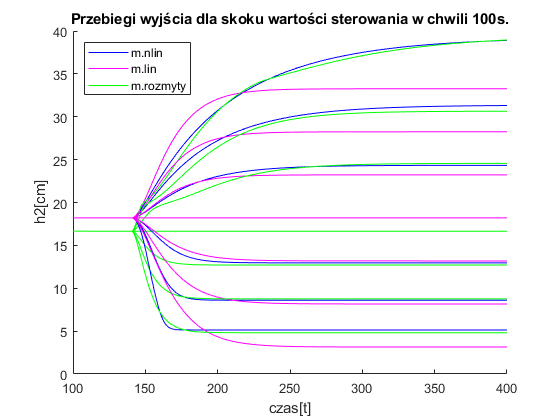 Przebiegi wyjścia dla skoku wartości sterowania w chwili 100s.
m.nlin
m.lin
m.rozmyty
40
35
30
25
20
15
10
5
0
h2[cm]
100
150
200
250
300
350
400
czas[t]